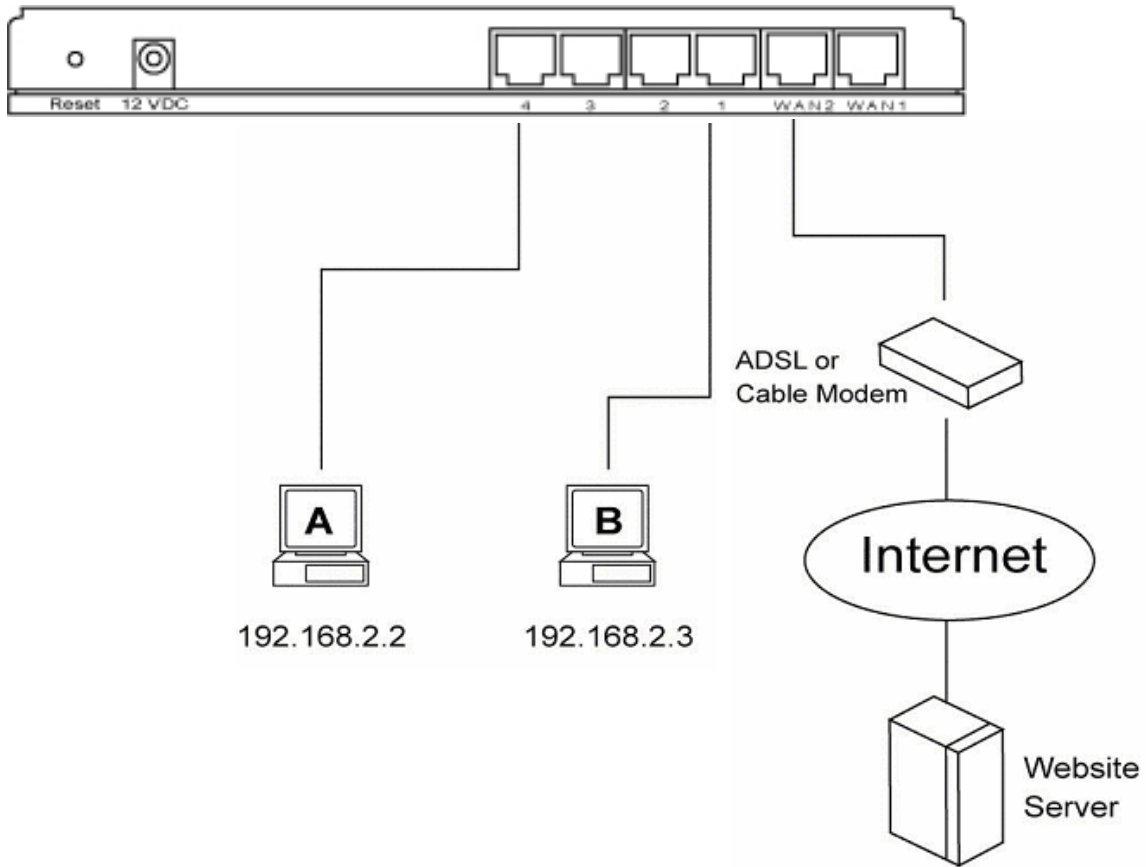 Reset 12 VDC 4 3 2 1 WAN2 WAN1
ADSL or
Cable Modem
A
B
Internet
192.168.2.2
192.168.2.3
Website
Server